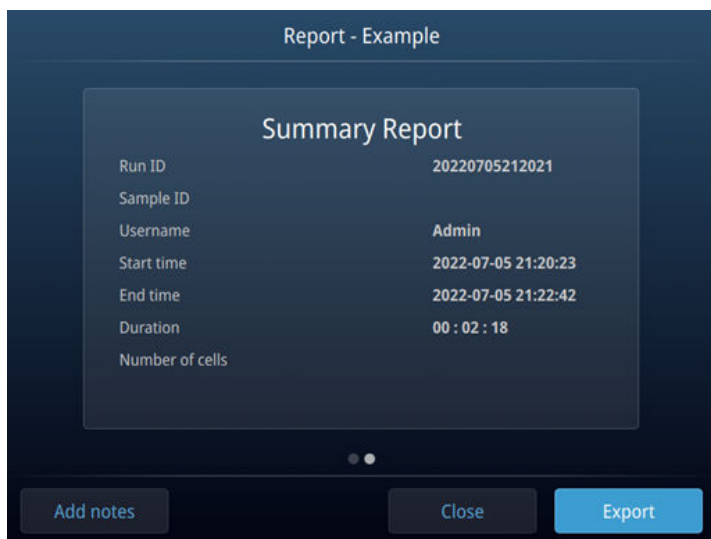 Report - Example
Summary Report
Run ID 20220705212021
Sample ID
Username Admin
Start time 2022-07-05 21:20:23
End time 2022-07-05 21:22:42
Duration 00 : 02 : 18
Number of cells
Add notes Close Export